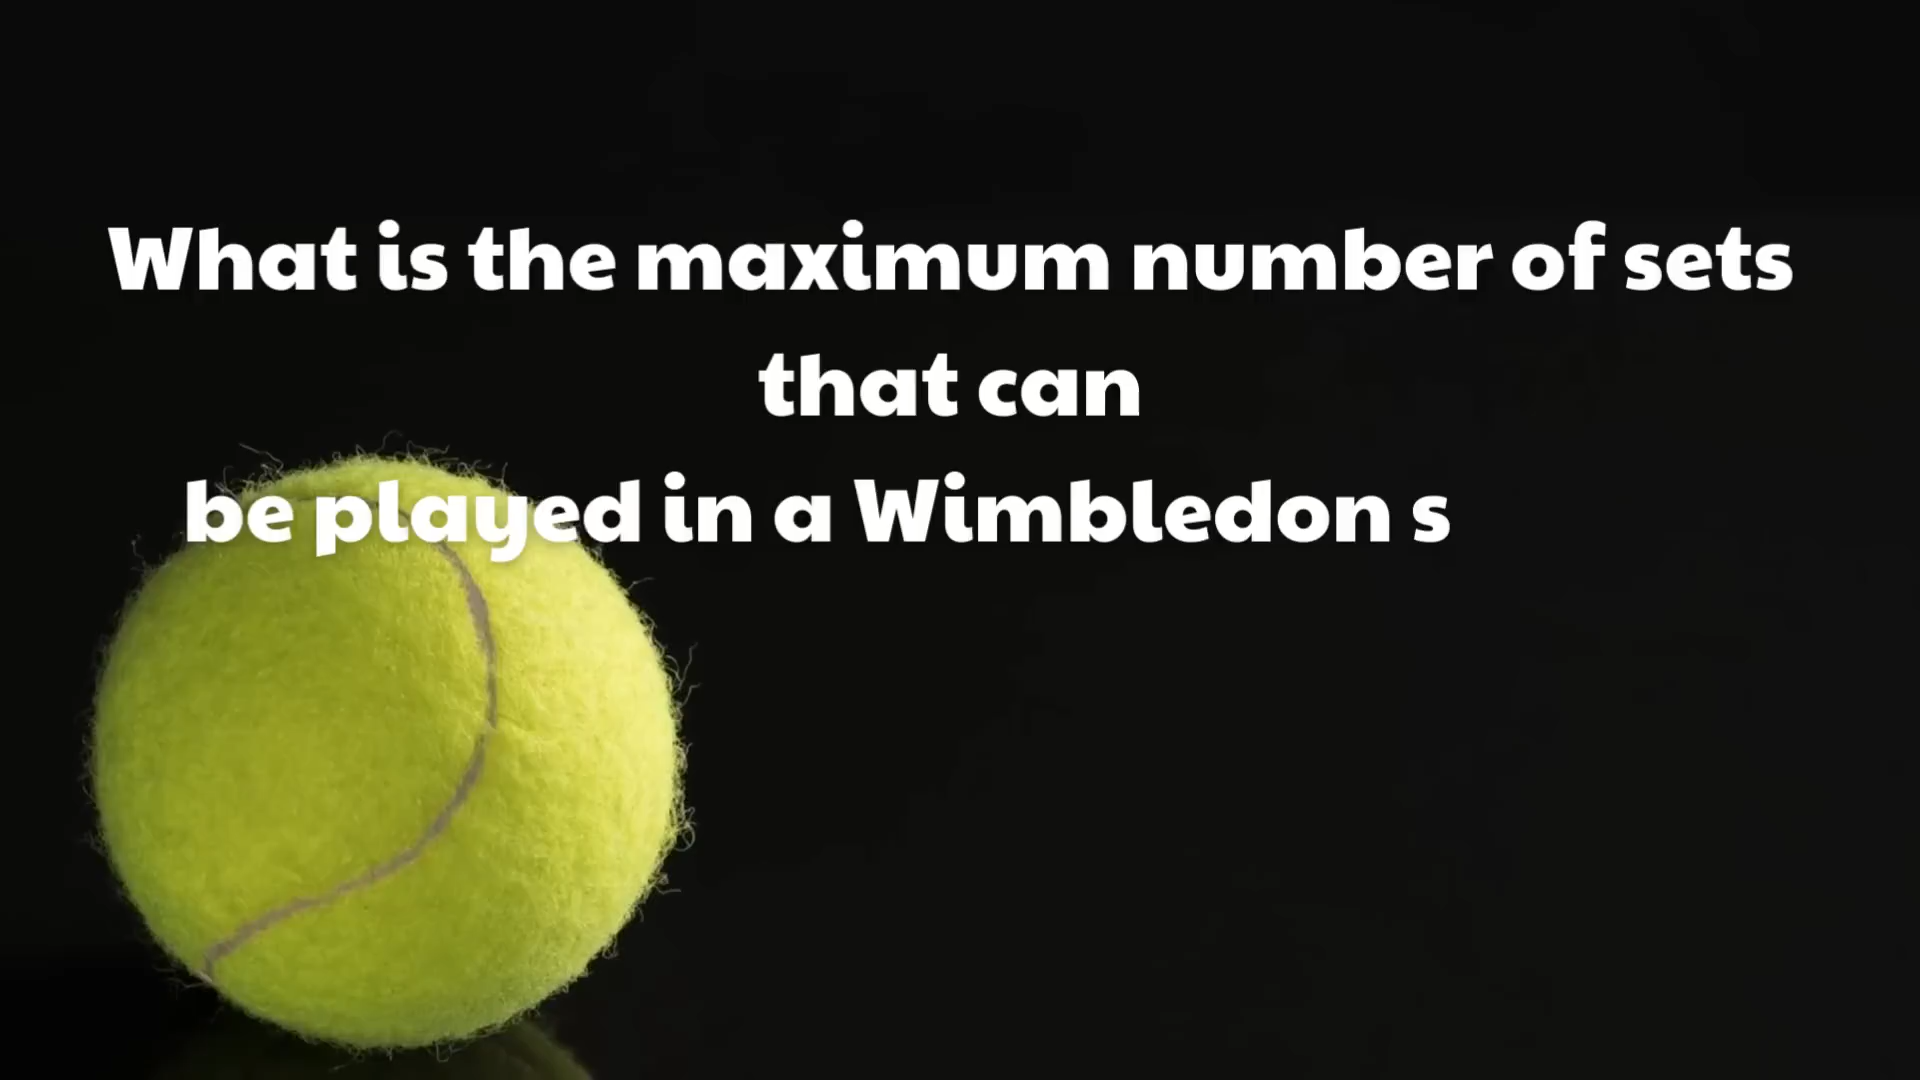 What is the maximum number of sets
that can
be played in a Wimbledon s